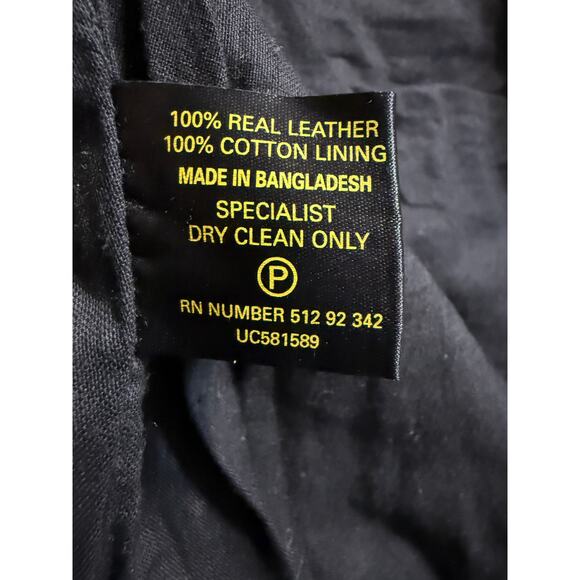 100% REAL LEATHER
100% COTTON LINING
MADE IN BANGLADESH
SPECIALIST
DRY CLEAN ONLY
P
RN NUMBER 512 92 342
UC581589